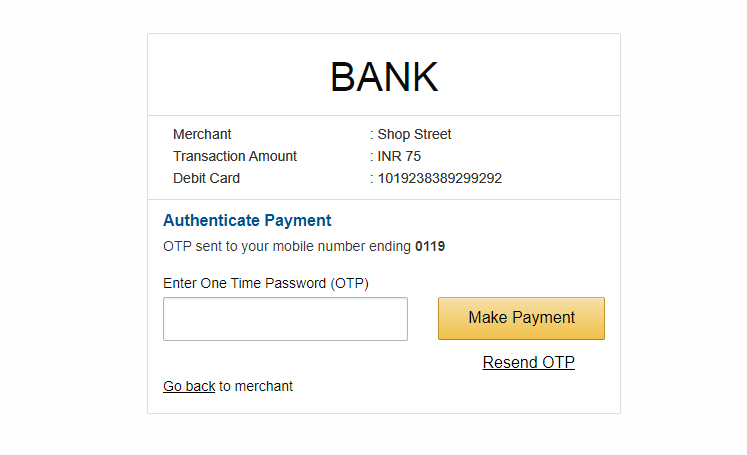 BANK
Merchant : Shop Street
Transaction Amount : INR 75
Debit Card : 1019238389299292
Authenticate Payment
OTP sent to your mobile number ending 0119
Enter One Time Password (OTP)
Make Payment
Resend OTP
Go back to merchant